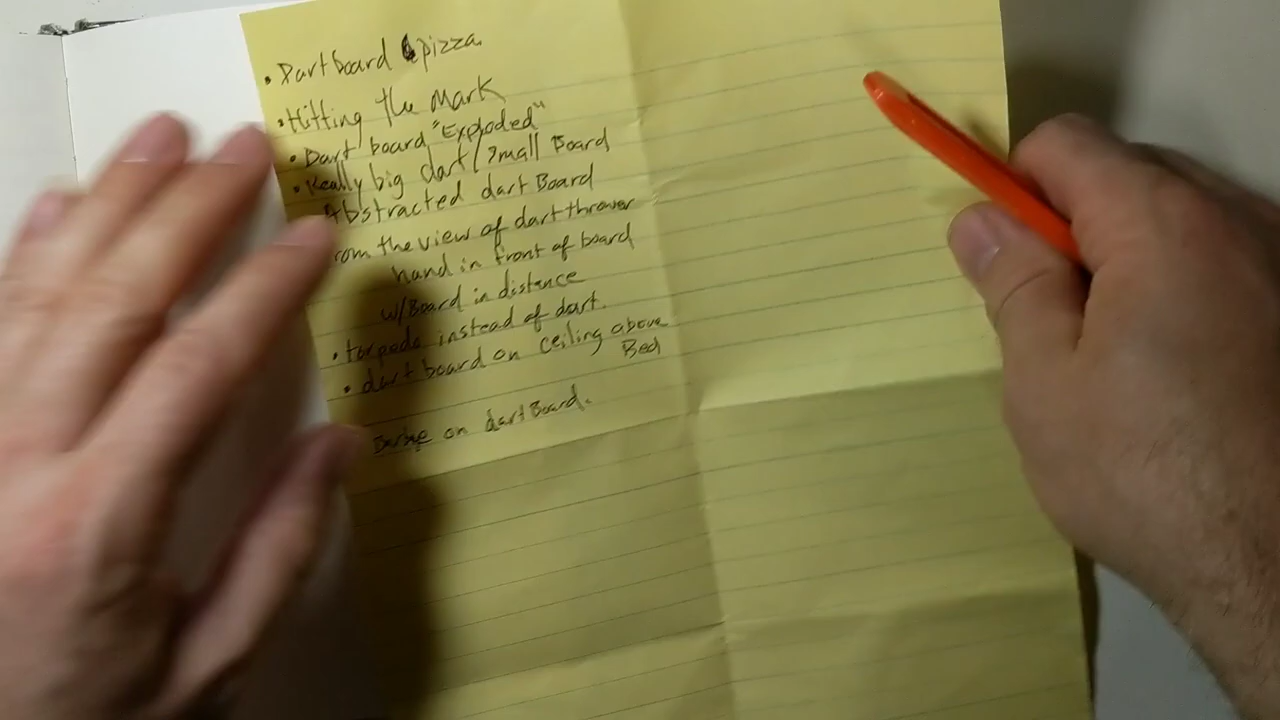 • Dartboard pizza
• Hitting the Mark
• Dart board "Exploded"
• Really big dart/Small Board
Abstracted dart Board
rom the view of dart thrower
hand in front of board
w/Board in distance
• torpedo instead of dart.
• dart board on ceiling above
Bed
on dartBoard.